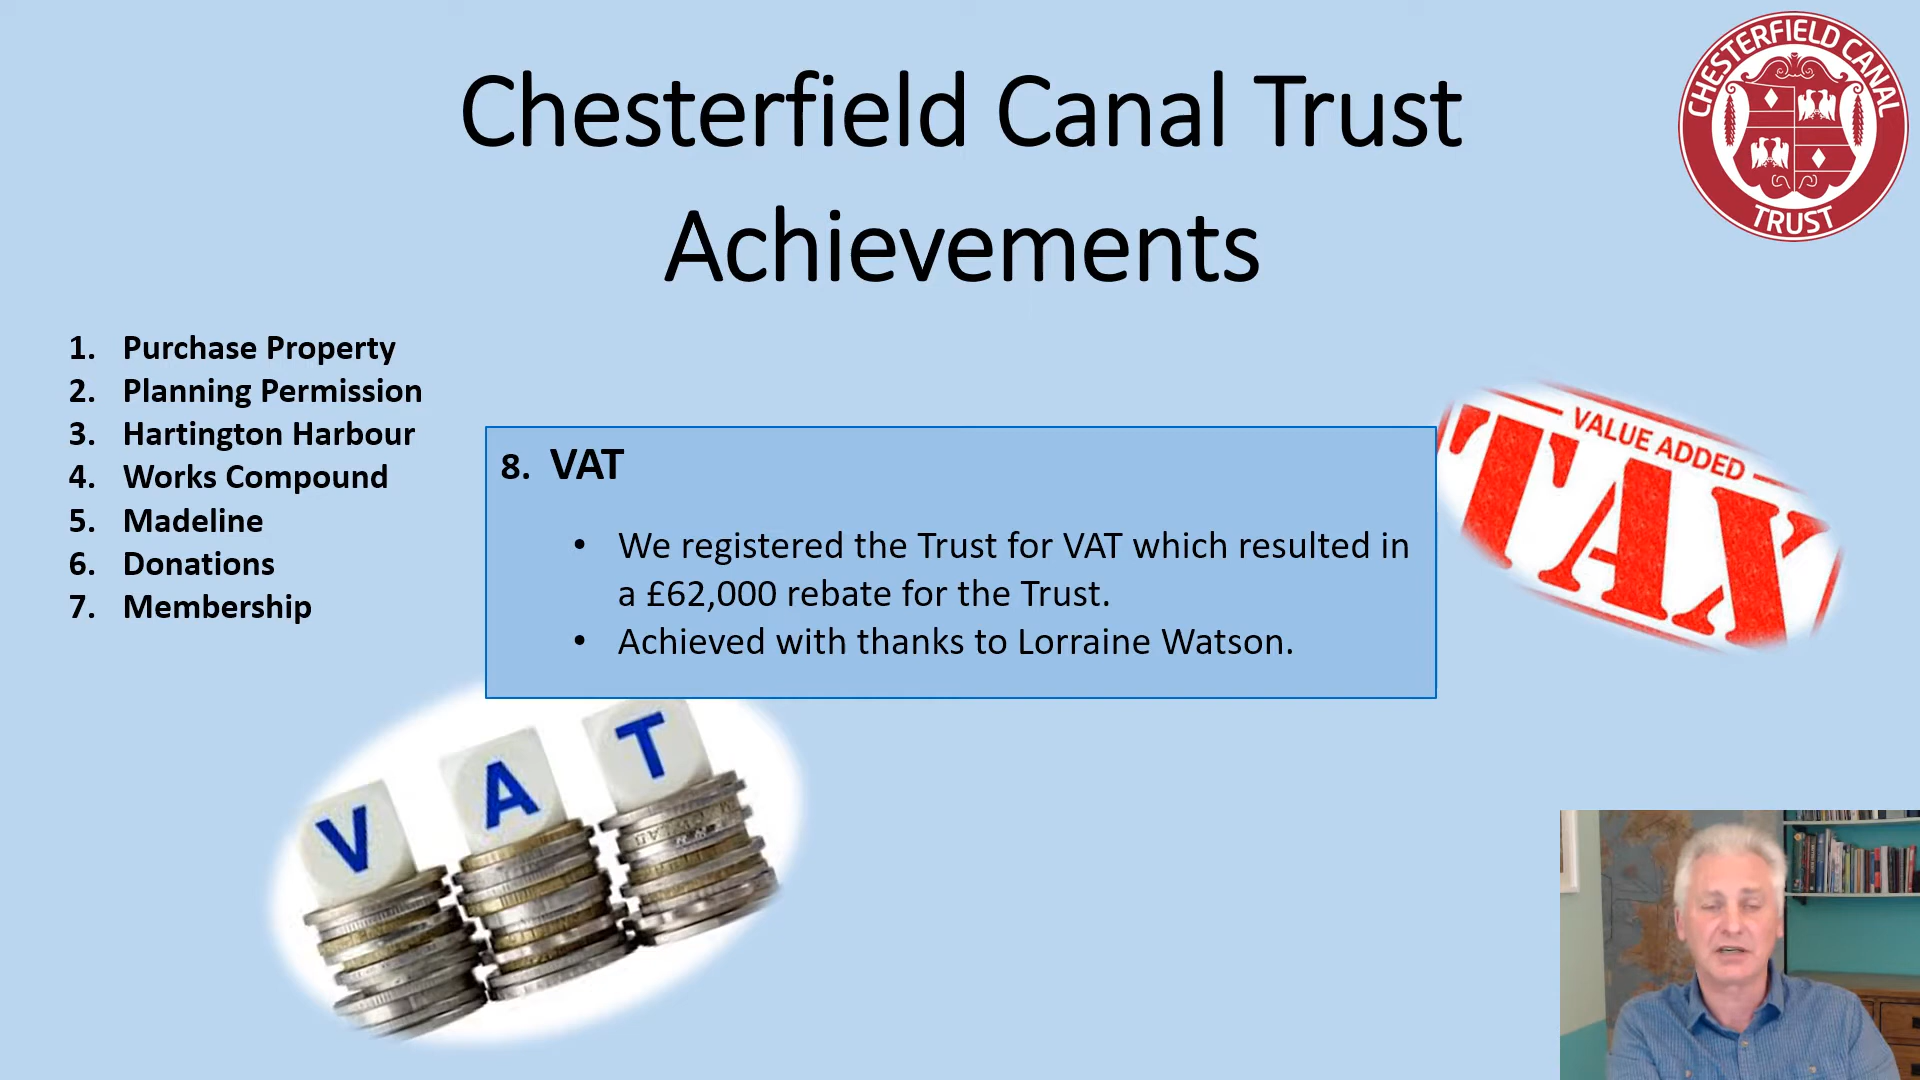 Chesterfield Canal Trust
Achievements
CHESTERFIELD CANAL
TRUST
1. Purchase Property
2. Planning Permission
3. Hartington Harbour
4. Works Compound
5. Madeline
6. Donations
7. Membership
8. VAT
• We registered the Trust for VAT which resulted in
a £62,000 rebate for the Trust.
• Achieved with thanks to Lorraine Watson.
VALUE ADDED
TAX
V A T